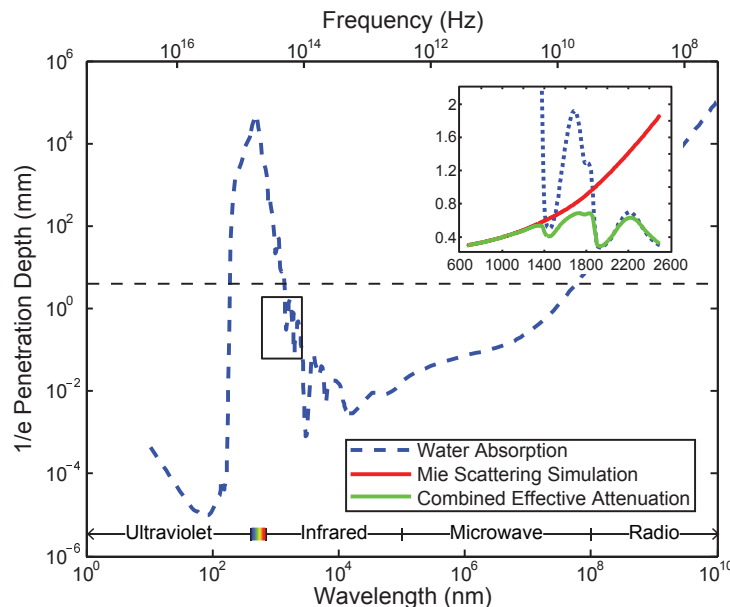 Frequency (Hz)
10^16 10^14 10^12 10^10 10^8
10^6
10^4
10^2
10^0
10^-2
10^-4
10^-6
1/e Penetration Depth (mm)
2
1.6
1.2
0.8
0.4
600 1000 1400 1800 2200 2600
Water Absorption
Mie Scattering Simulation
Combined Effective Attenuation
Ultraviolet Infrared Microwave Radio
10^0 10^2 10^4 10^6 10^8 10^10
Wavelength (nm)